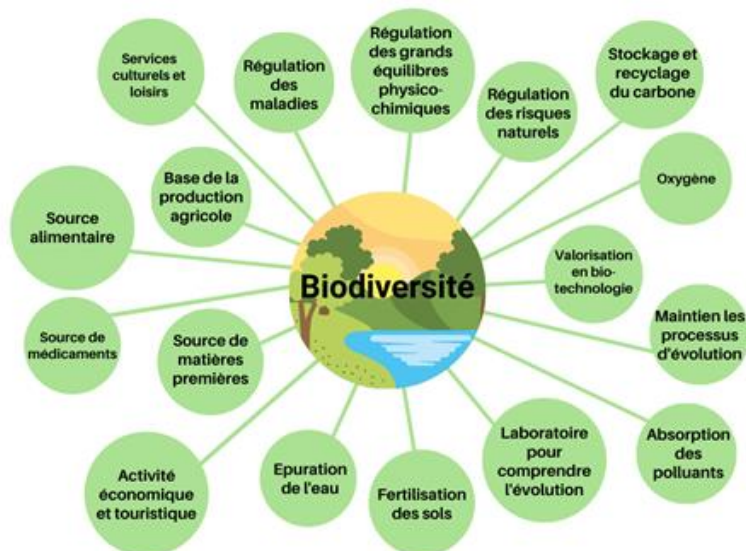 Services
culturels et
loisirs
Régulation
des
maladies
Régulation
des grands
équilibres
physico-
chimiques
Régulation
des risques
naturels
Stockage et
recyclage
du carbone
Oxygène
Base de la
production
agricole
Source
alimentaire
Biodiversité
Valorisation
en bio-
technologie
Source de
médicaments
Source de
matières
premières
Maintien les
processus
d'évolution
Activité
économique
et touristique
Epuration
de l'eau
Fertilisation
des sols
Laboratoire
pour
comprendre
l'évolution
Absorption
des
polluants